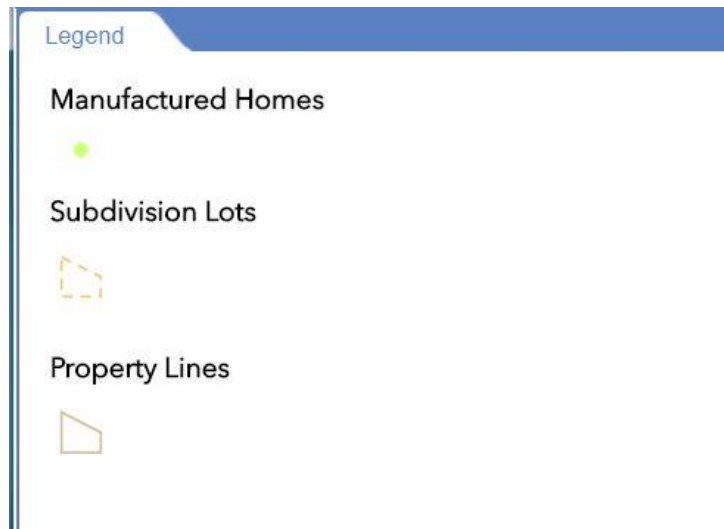 Legend
Manufactured Homes
Subdivision Lots
Property Lines